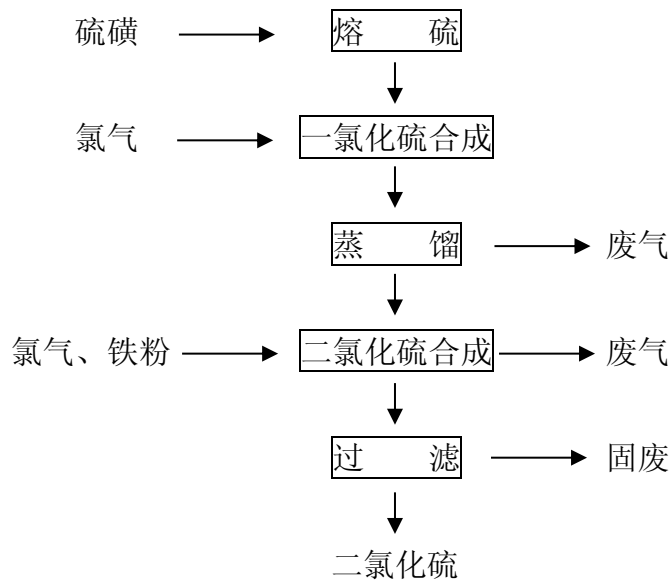 硫磺 熔 硫
氯气 一氯化硫合成
蒸 馏 废气
氯气、铁粉 二氯化硫合成 废气
过 滤 固废
二氯化硫